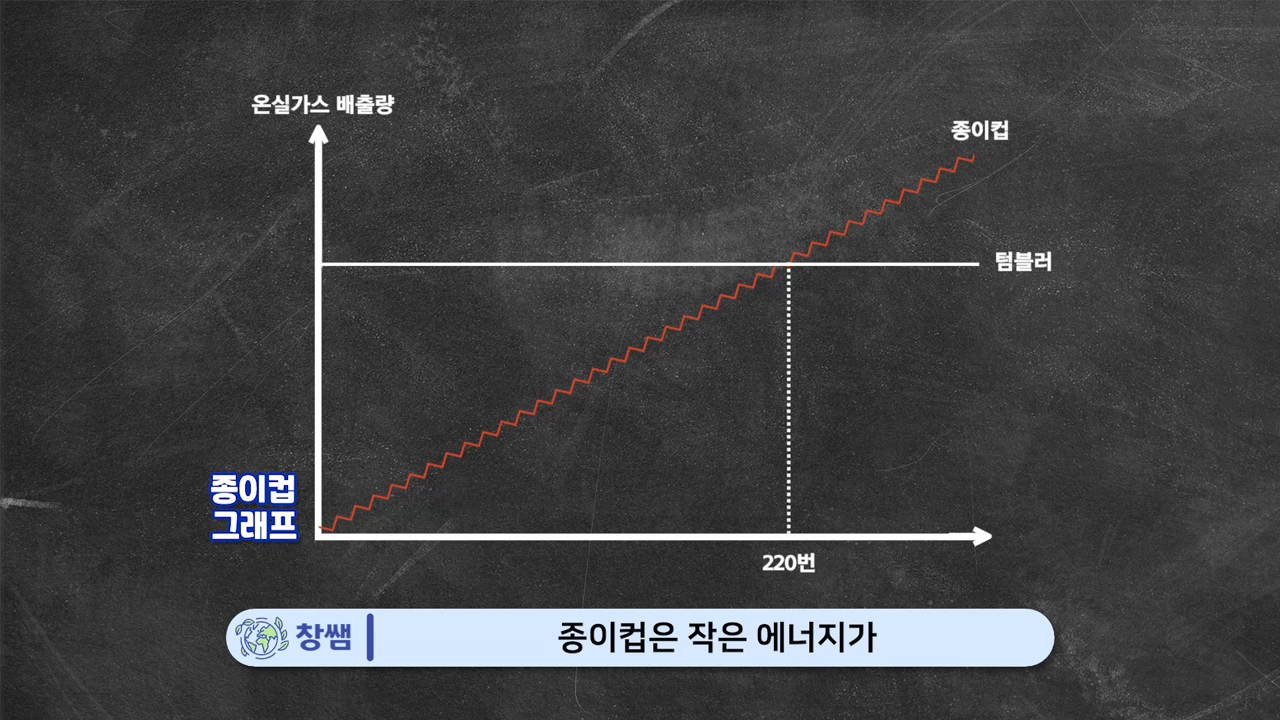 온실가스 배출량
종이컵
텀블러
종이컵
그래프
220번
창쌤
종이컵은 작은 에너지가